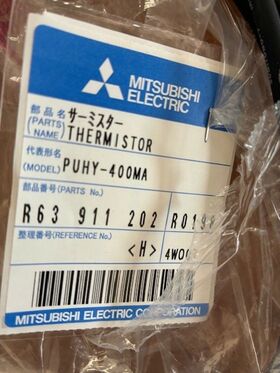 MITSUBISHI
ELECTRIC
部品名 サーミスター
(PARTS NAME) THERMISTOR
代表形名
(MODEL) PUHY-400MA
部品番号(PARTS No.)
R63 911 202
整理番号(REFERENCE No.)
<H>
MITSUBISHI ELECTRIC CORPORATION